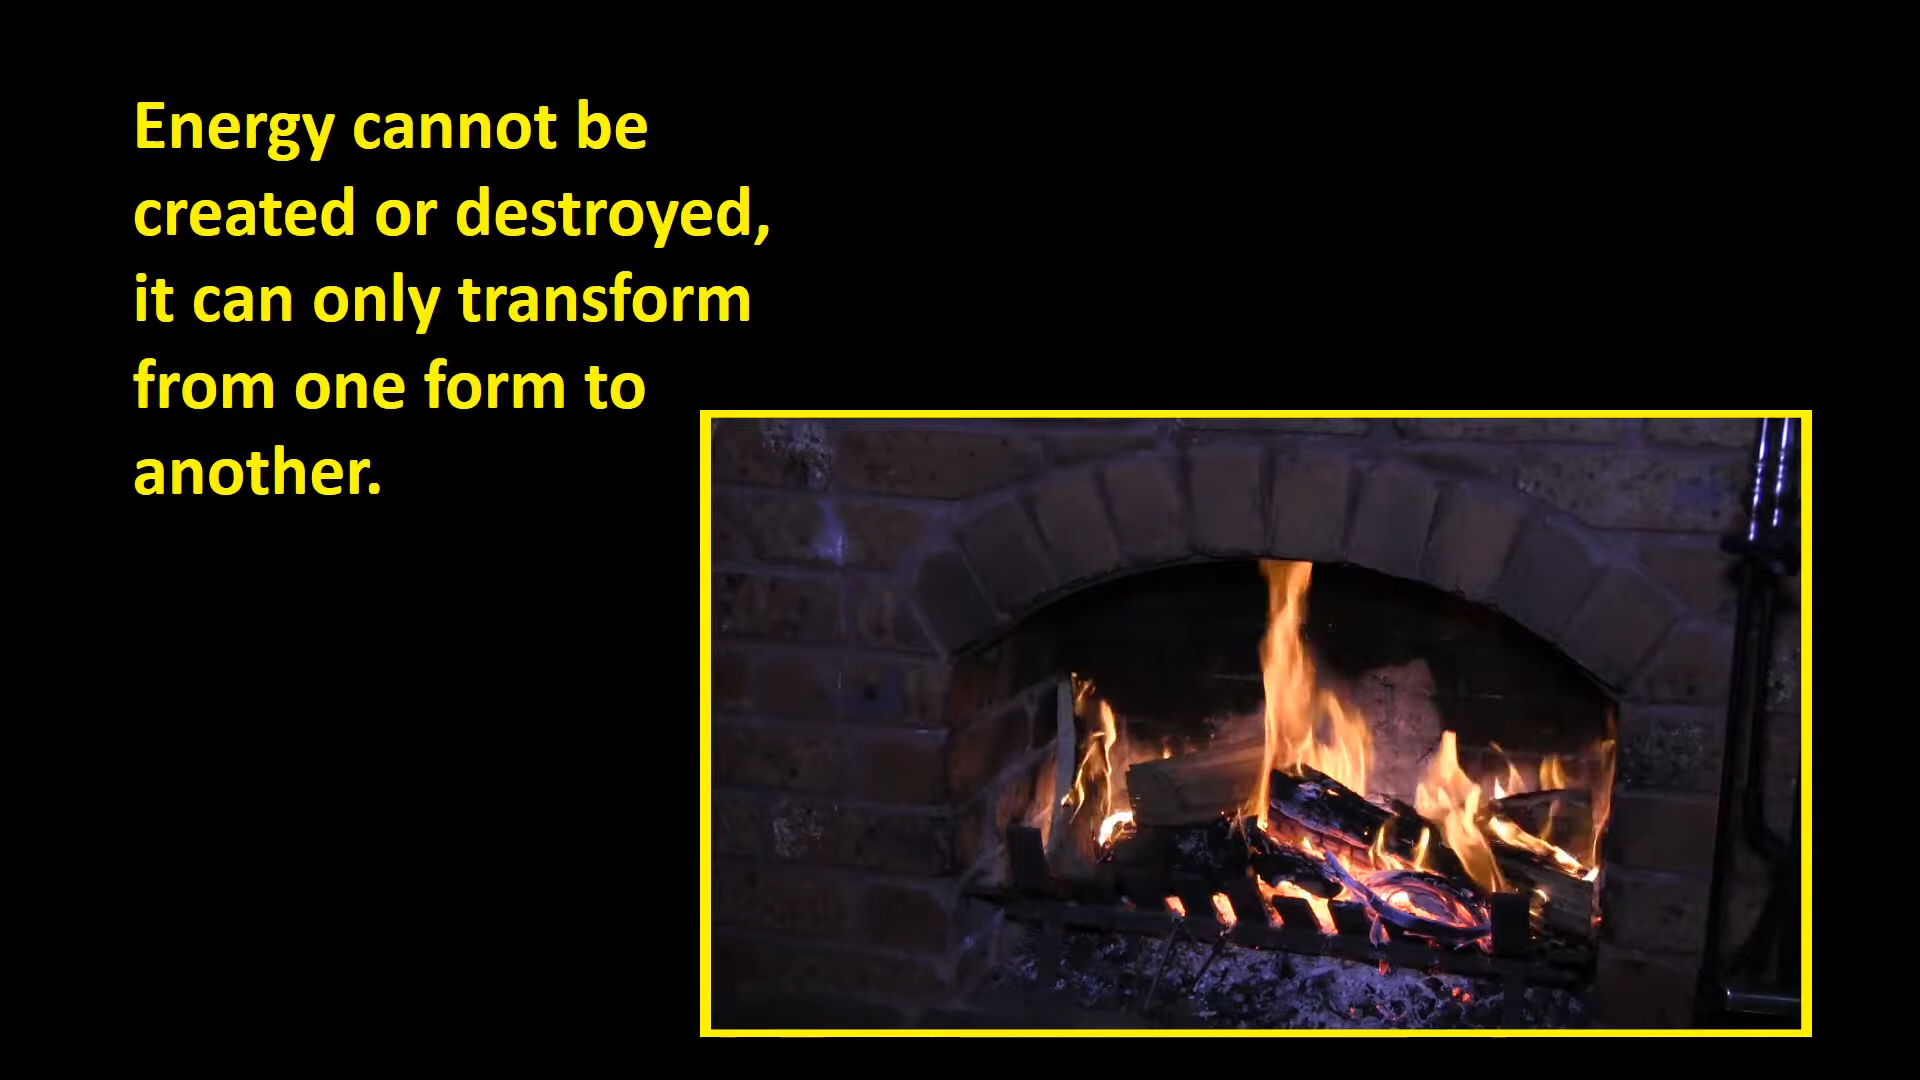 Energy cannot be
created or destroyed,
it can only transform
from one form to
another.